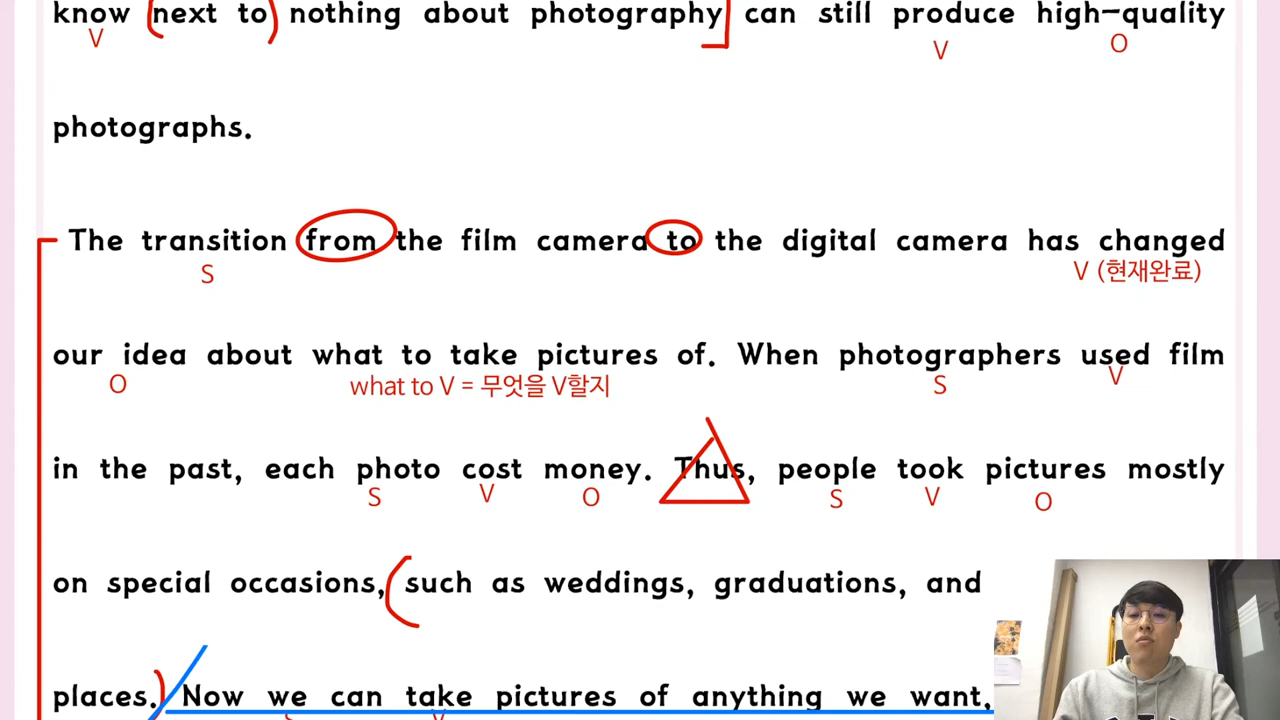 know (next to) nothing about photography] can still produce high-quality
V V O
photographs.
The transition from the film camera to the digital camera has changed
S V (현재완료)
our idea about what to take pictures of. When photographers used film
O what to V = 무엇을 V할지 S V
in the past, each photo cost money. Thus, people took pictures mostly
S V O S V O
on special occasions, (such as weddings, graduations, and
places.) / Now we can take pictures of anything we want,
S V